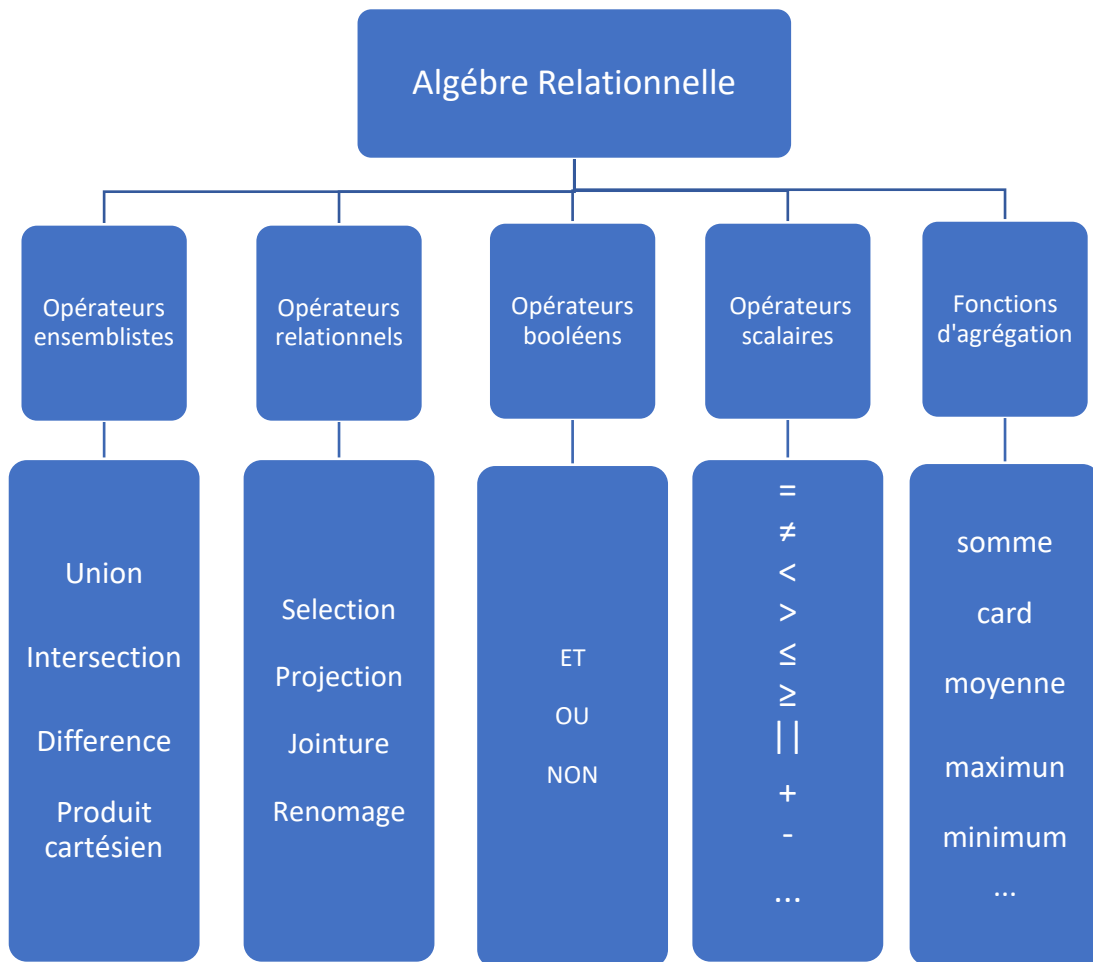 Algébre Relationnelle
Opérateurs
ensemblistes
Opérateurs
relationnels
Opérateurs
booléens
Opérateurs
scalaires
Fonctions
d'agrégation
Union
Intersection
Difference
Produit
cartésien
Selection
Projection
Jointure
Renomage
ET
OU
NON
=
≠
<
>
≤
≥
||
+
-
...
somme
card
moyenne
maximun
minimum
...